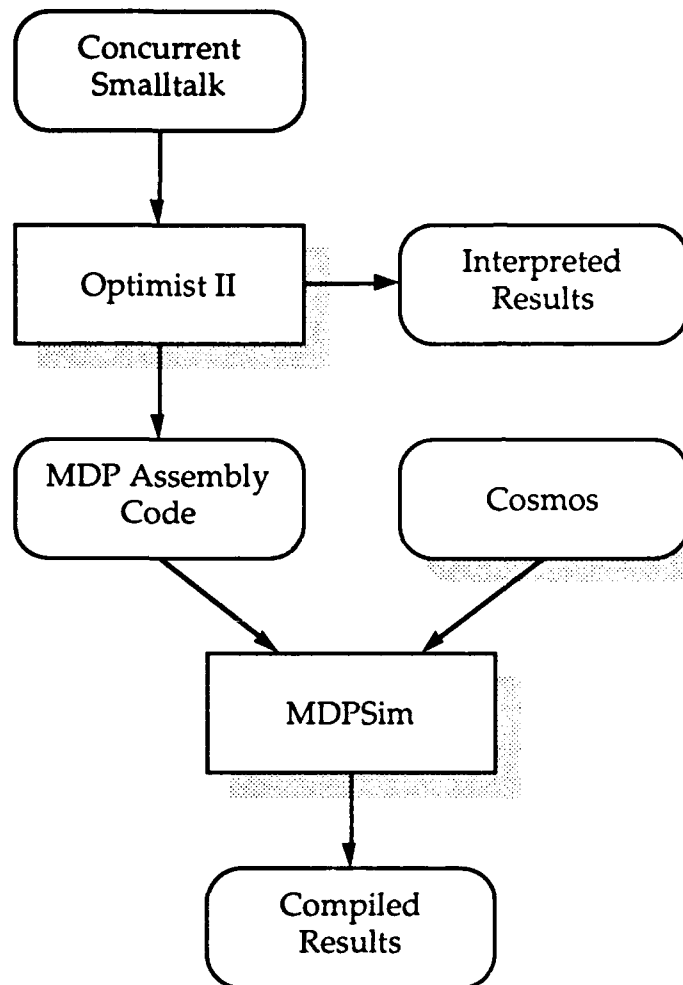 Concurrent
Smalltalk
Optimist II
Interpreted
Results
MDP Assembly
Code
Cosmos
MDPSim
Compiled
Results